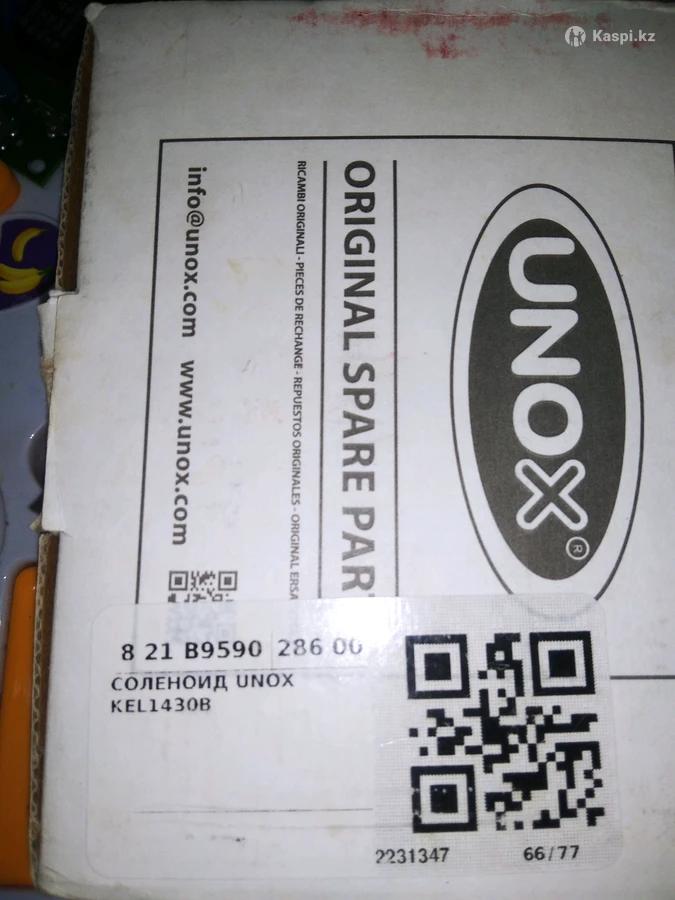 Kaspi.kz
UNOX
®
ORIGINAL SPARE PAR
RICAMBI ORIGINALI - PIECES DE RECHANGE - REPUESTOS ORIGINALES - ORIGINAL ERSA
info@unox.com www.unox.com
8 21 B9590 286 00
СОЛЕНОИД UNOX
KEL1430B
2231347 66/77